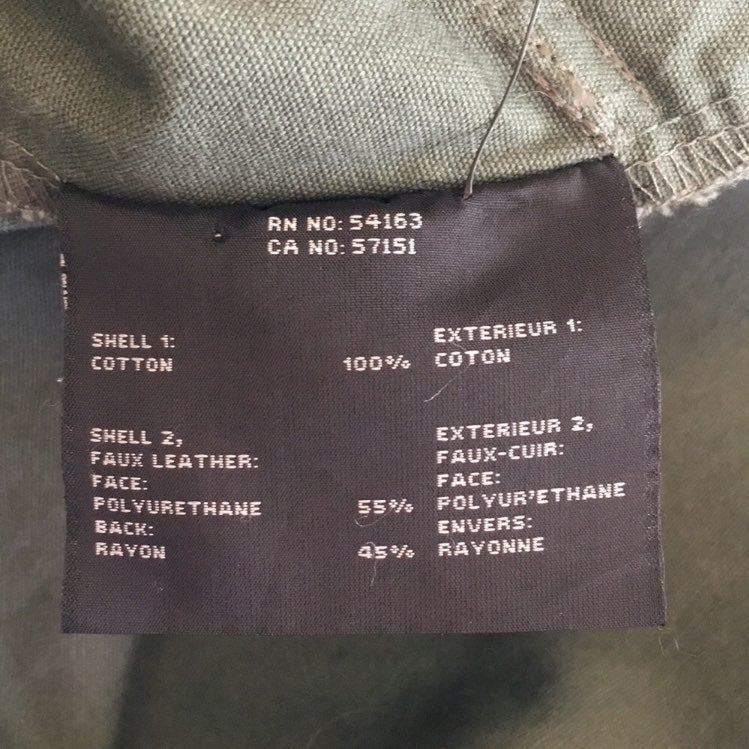 RN NO: 54163
CA NO: 57151
SHELL 1:
COTTON 100%
EXTERIEUR 1:
COTON
SHELL 2,
FAUX LEATHER:
FACE:
POLYURETHANE 55%
BACK:
RAYON 45%
EXTERIEUR 2,
FAUX-CUIR:
FACE:
POLYUR'ETHANE
ENVERS:
RAYONNE